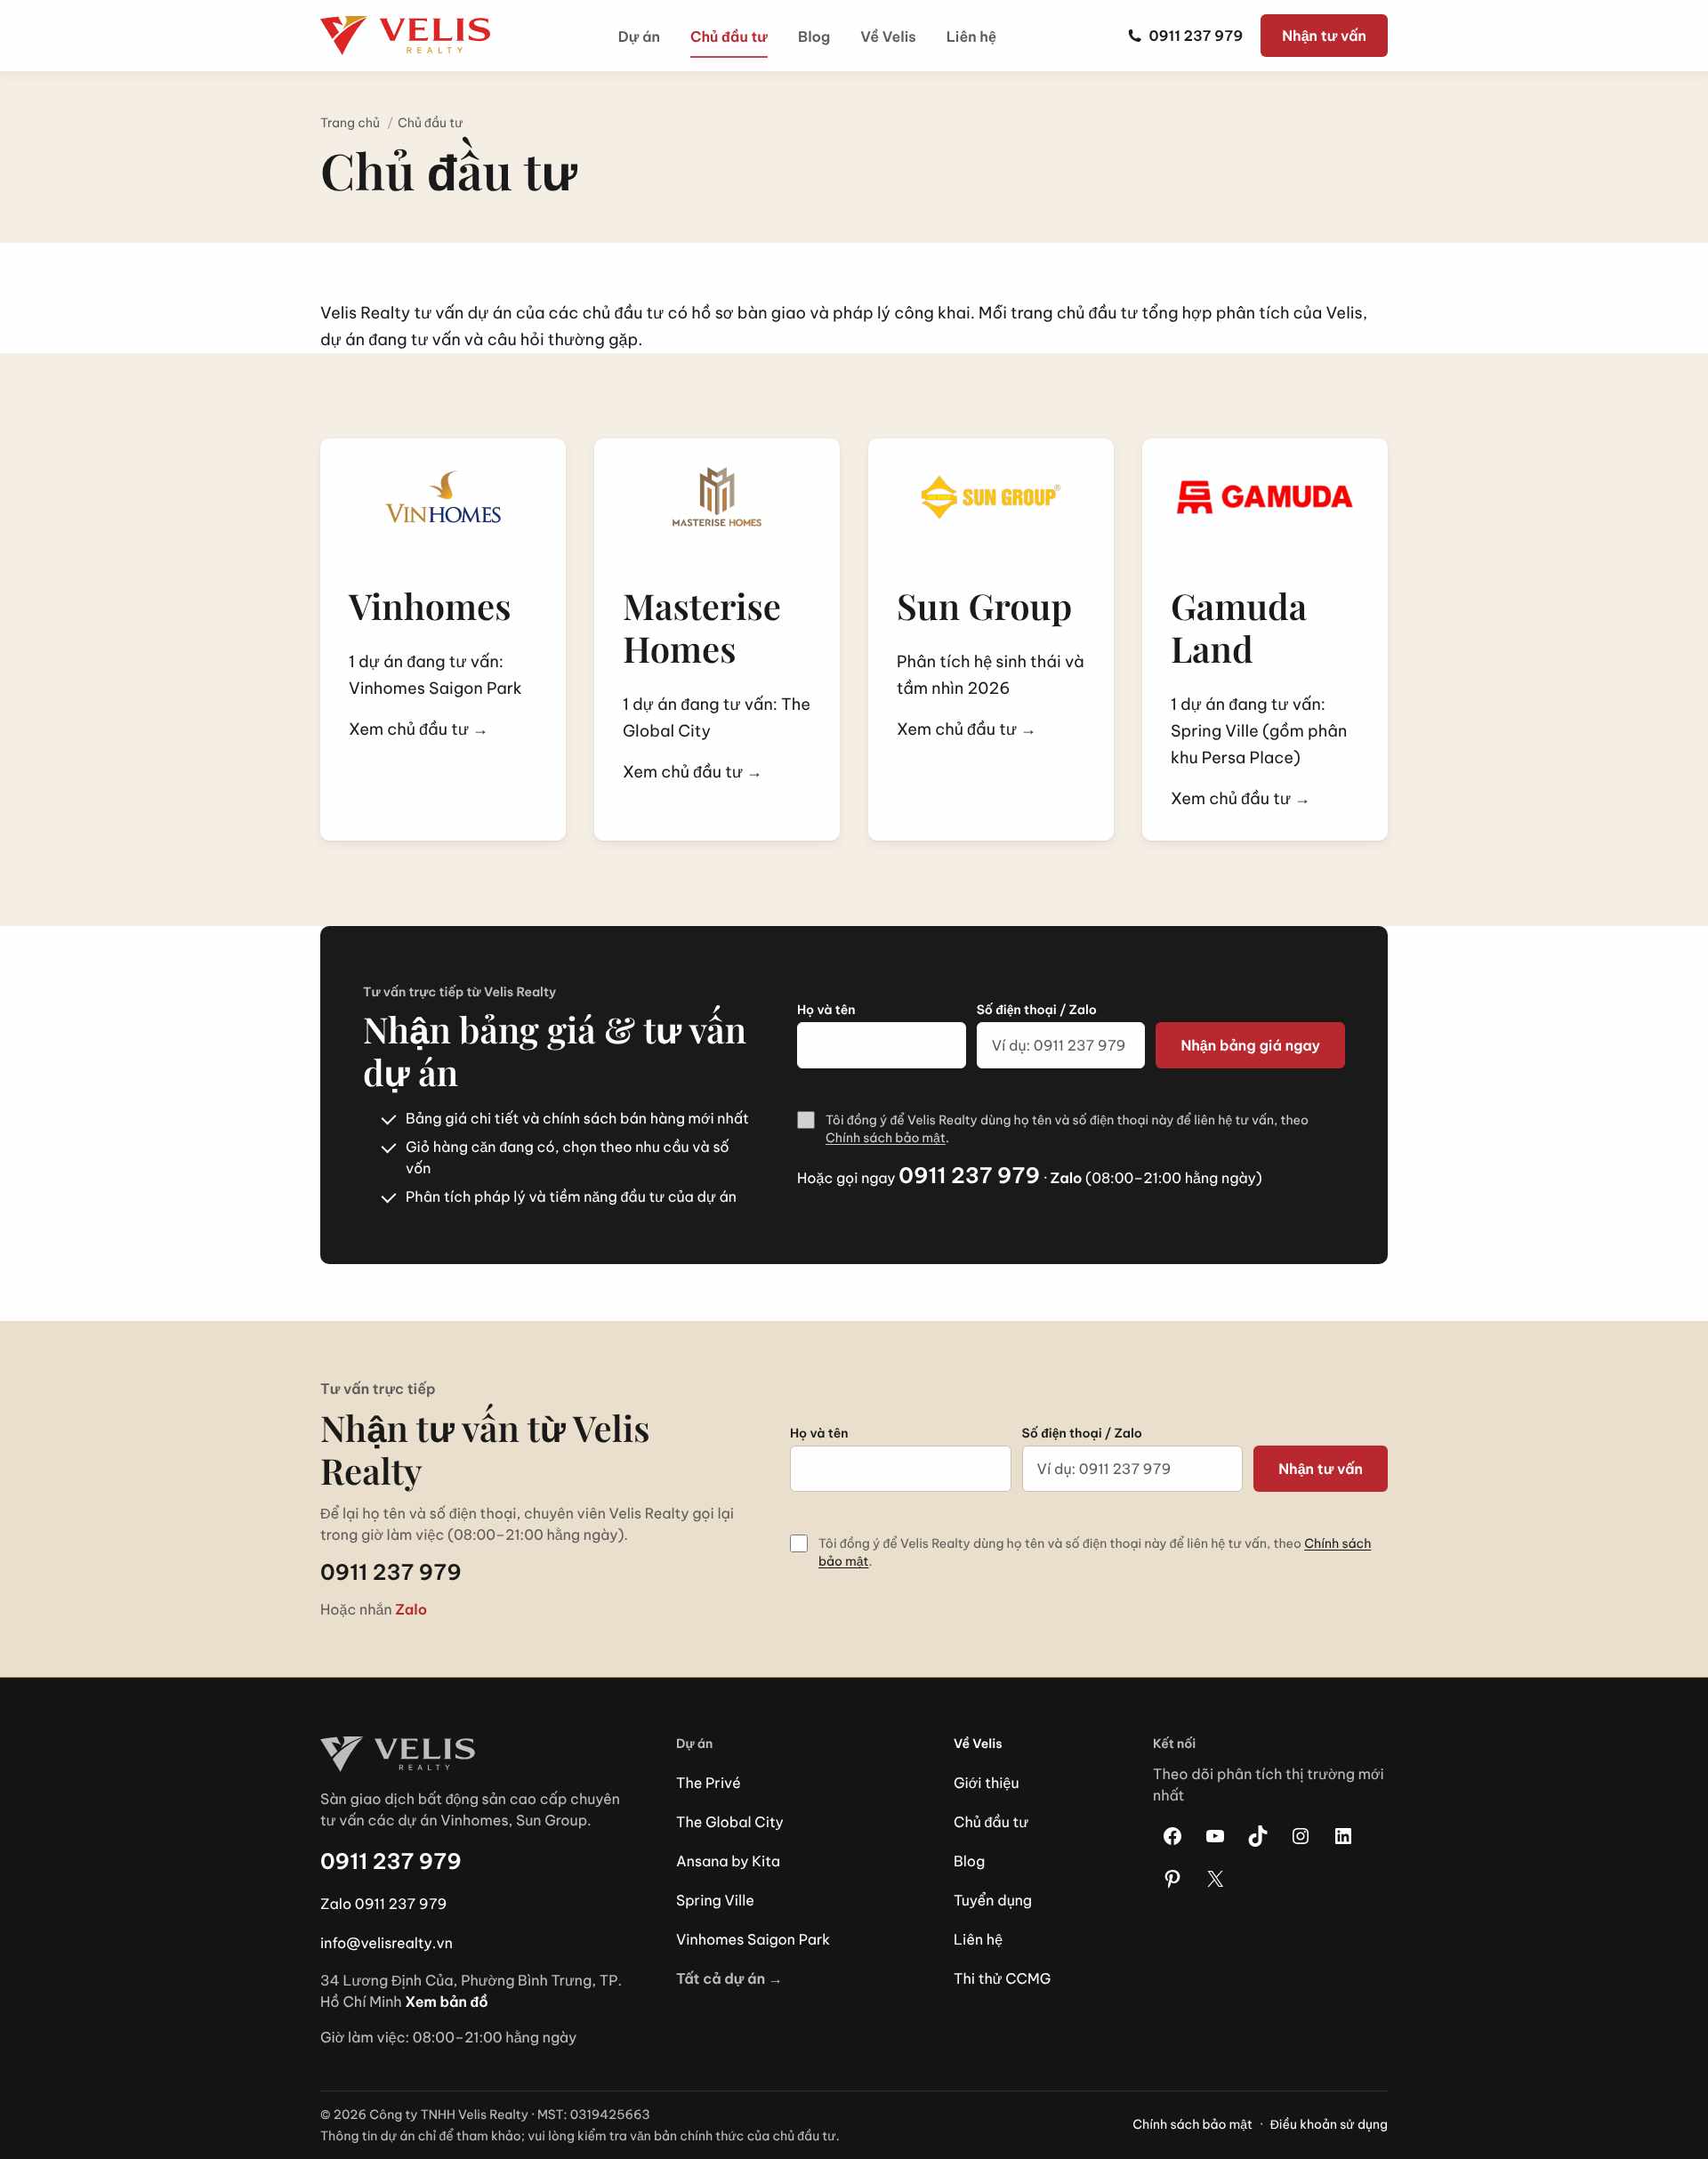 VELIS
REALTY
Dự án
Chủ đầu tư
Blog
Về Velis
Liên hệ
0911 237 979
Nhận tư vấn
Trang chủ / Chủ đầu tư
Chủ đầu tư
Velis Realty tư vấn dự án của các chủ đầu tư có hồ sơ bàn giao và pháp lý công khai. Mỗi trang chủ đầu tư tổng hợp phân tích của Velis,
dự án đang tư vấn và câu hỏi thường gặp.
VINHOMES
Vinhomes
1 dự án đang tư vấn:
Vinhomes Saigon Park
Xem chủ đầu tư →
MASTERISE HOMES
Masterise
Homes
1 dự án đang tư vấn: The
Global City
Xem chủ đầu tư →
SUN GROUP®
Sun Group
Phân tích hệ sinh thái và
tầm nhìn 2026
Xem chủ đầu tư →
GAMUDA
Gamuda
Land
1 dự án đang tư vấn:
Spring Ville (gồm phân
khu Persa Place)
Xem chủ đầu tư →
Tư vấn trực tiếp từ Velis Realty
Nhận bảng giá & tư vấn
dự án
Bảng giá chi tiết và chính sách bán hàng mới nhất
Giỏ hàng căn đang có, chọn theo nhu cầu và số
vốn
Phân tích pháp lý và tiềm năng đầu tư của dự án
Họ và tên
Số điện thoại / Zalo
Ví dụ: 0911 237 979
Nhận bảng giá ngay
Tôi đồng ý để Velis Realty dùng họ tên và số điện thoại này để liên hệ tư vấn, theo
Chính sách bảo mật.
Hoặc gọi ngay 0911 237 979 · Zalo (08:00–21:00 hằng ngày)
Tư vấn trực tiếp
Nhận tư vấn từ Velis
Realty
Để lại họ tên và số điện thoại, chuyên viên Velis Realty gọi lại
trong giờ làm việc (08:00–21:00 hằng ngày).
0911 237 979
Hoặc nhắn Zalo
Họ và tên
Số điện thoại / Zalo
Ví dụ: 0911 237 979
Nhận tư vấn
Tôi đồng ý để Velis Realty dùng họ tên và số điện thoại này để liên hệ tư vấn, theo Chính sách
bảo mật.
VELIS
REALTY
Sàn giao dịch bất động sản cao cấp chuyên
tư vấn các dự án Vinhomes, Sun Group.
0911 237 979
Zalo 0911 237 979
info@velisrealty.vn
34 Lương Định Của, Phường Bình Trưng, TP.
Hồ Chí Minh Xem bản đồ
Giờ làm việc: 08:00–21:00 hằng ngày
Dự án
The Privé
The Global City
Ansana by Kita
Spring Ville
Vinhomes Saigon Park
Tất cả dự án →
Về Velis
Giới thiệu
Chủ đầu tư
Blog
Tuyển dụng
Liên hệ
Thi thử CCMG
Kết nối
Theo dõi phân tích thị trường mới
nhất
© 2026 Công ty TNHH Velis Realty · MST: 0319425663
Thông tin dự án chỉ để tham khảo; vui lòng kiểm tra văn bản chính thức của chủ đầu tư.
Chính sách bảo mật · Điều khoản sử dụng